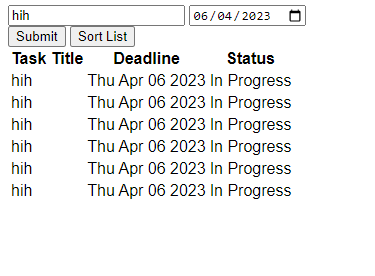 hih 06/04/2023
Submit Sort List
Task Title Deadline Status
hih Thu Apr 06 2023 In Progress
hih Thu Apr 06 2023 In Progress
hih Thu Apr 06 2023 In Progress
hih Thu Apr 06 2023 In Progress
hih Thu Apr 06 2023 In Progress
hih Thu Apr 06 2023 In Progress